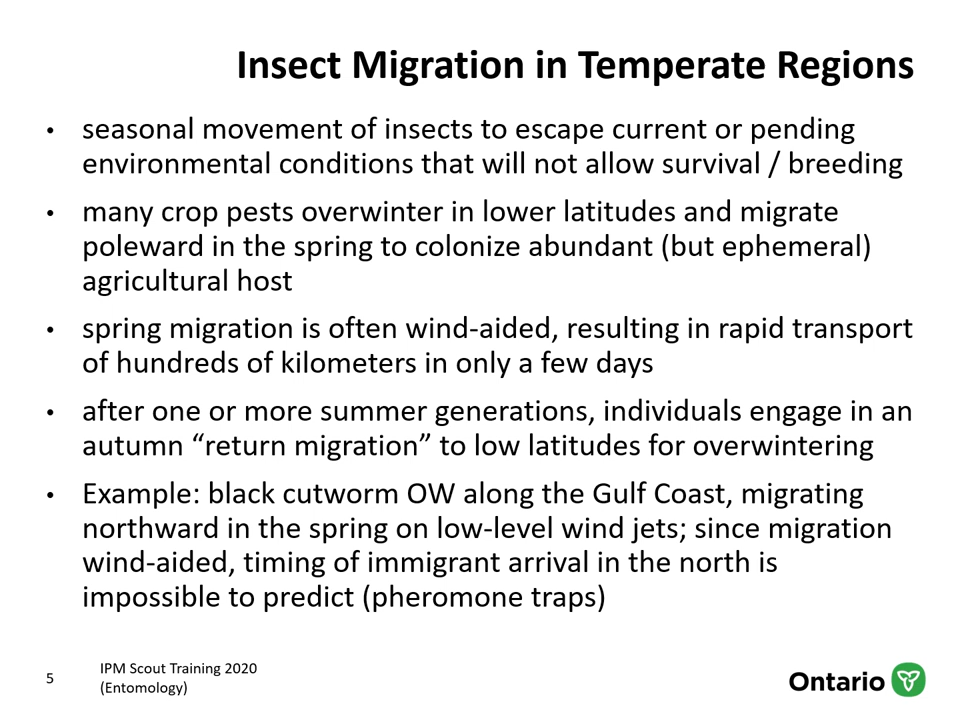 Insect Migration in Temperate Regions
• seasonal movement of insects to escape current or pending
environmental conditions that will not allow survival / breeding
• many crop pests overwinter in lower latitudes and migrate
poleward in the spring to colonize abundant (but ephemeral)
agricultural host
• spring migration is often wind-aided, resulting in rapid transport
of hundreds of kilometers in only a few days
• after one or more summer generations, individuals engage in an
autumn “return migration” to low latitudes for overwintering
• Example: black cutworm OW along the Gulf Coast, migrating
northward in the spring on low-level wind jets; since migration
wind-aided, timing of immigrant arrival in the north is
impossible to predict (pheromone traps)
5
IPM Scout Training 2020
(Entomology)
Ontario